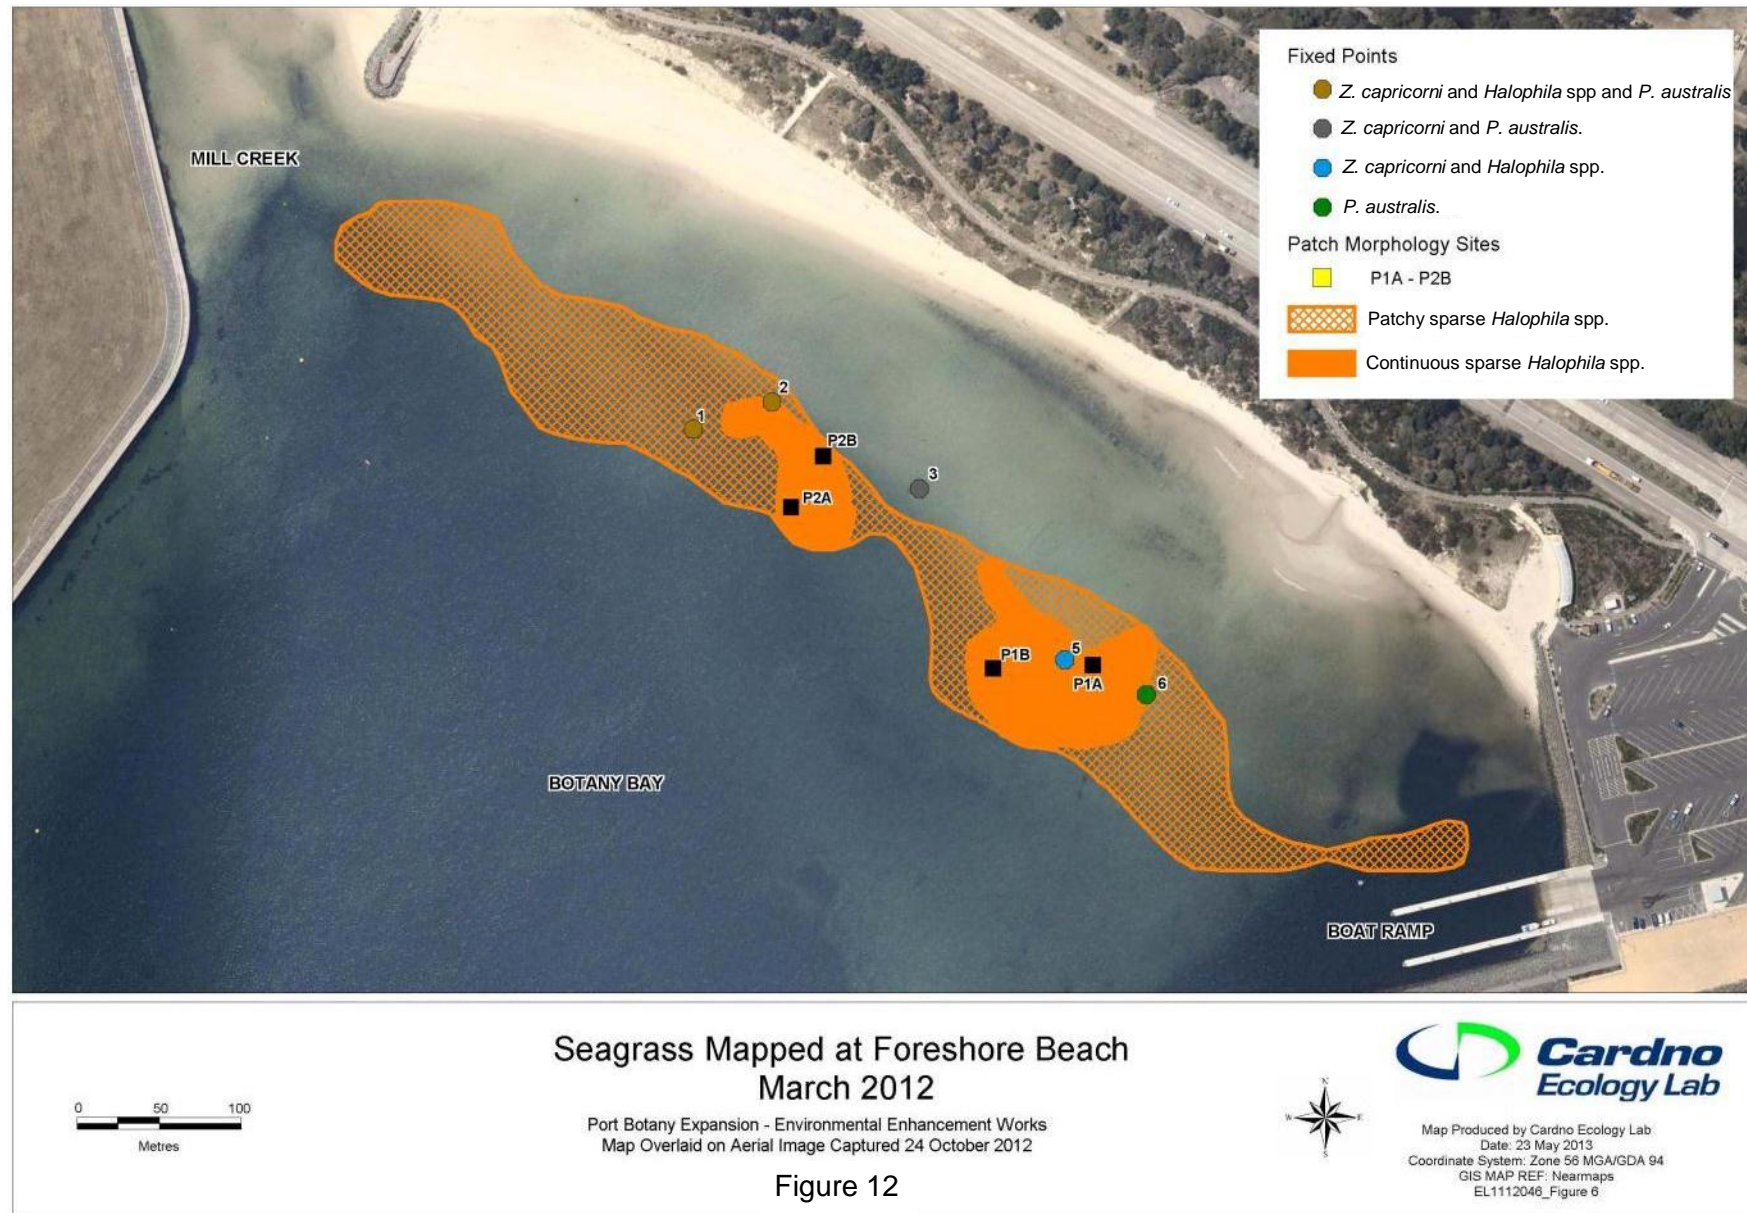 Fixed Points
Z. capricorni and Halophila spp and P. australis
Z. capricorni and P. australis.
Z. capricorni and Halophila spp.
P. australis.
Patch Morphology Sites
P1A - P2B
Patchy sparse Halophila spp.
Continuous sparse Halophila spp.
MILL CREEK
2
1
P2B
3
P2A
5
P1B
P1A
6
BOTANY BAY
BOAT RAMP
Seagrass Mapped at Foreshore Beach
March 2012
Port Botany Expansion - Environmental Enhancement Works
Map Overlaid on Aerial Image Captured 24 October 2012
Figure 12
0 50 100
Metres
N
W E
S
Cardno
Ecology Lab
Map Produced by Cardno Ecology Lab
Date: 23 May 2013
Coordinate System: Zone 56 MGA/GDA 94
GIS MAP REF: Nearmaps
EL1112046_Figure 6